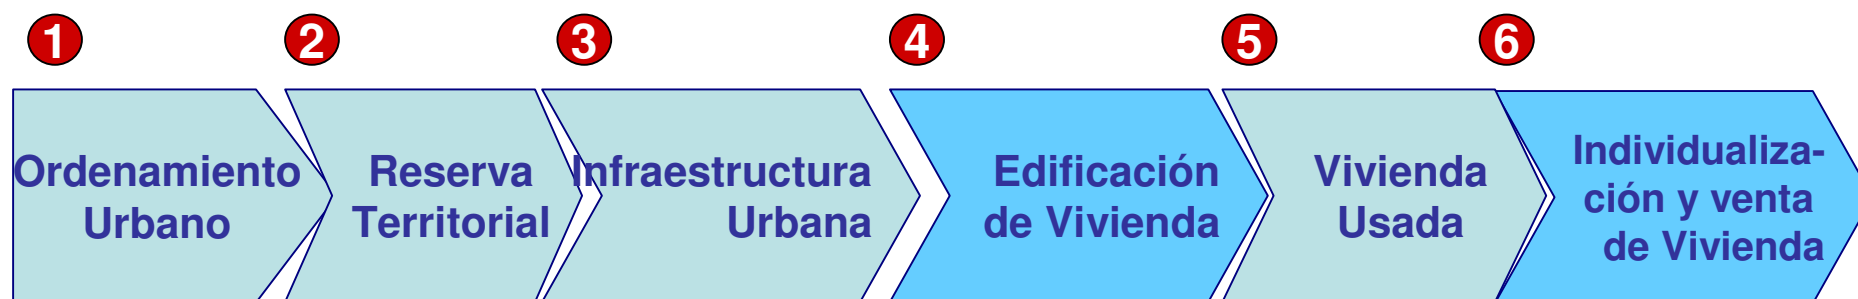 1
2
3
4
5
6
Ordenamiento
Urbano
Reserva
Territorial
Infraestructura
Urbana
Edificación
de Vivienda
Vivienda
Usada
Individualiza-
ción y venta
de Vivienda